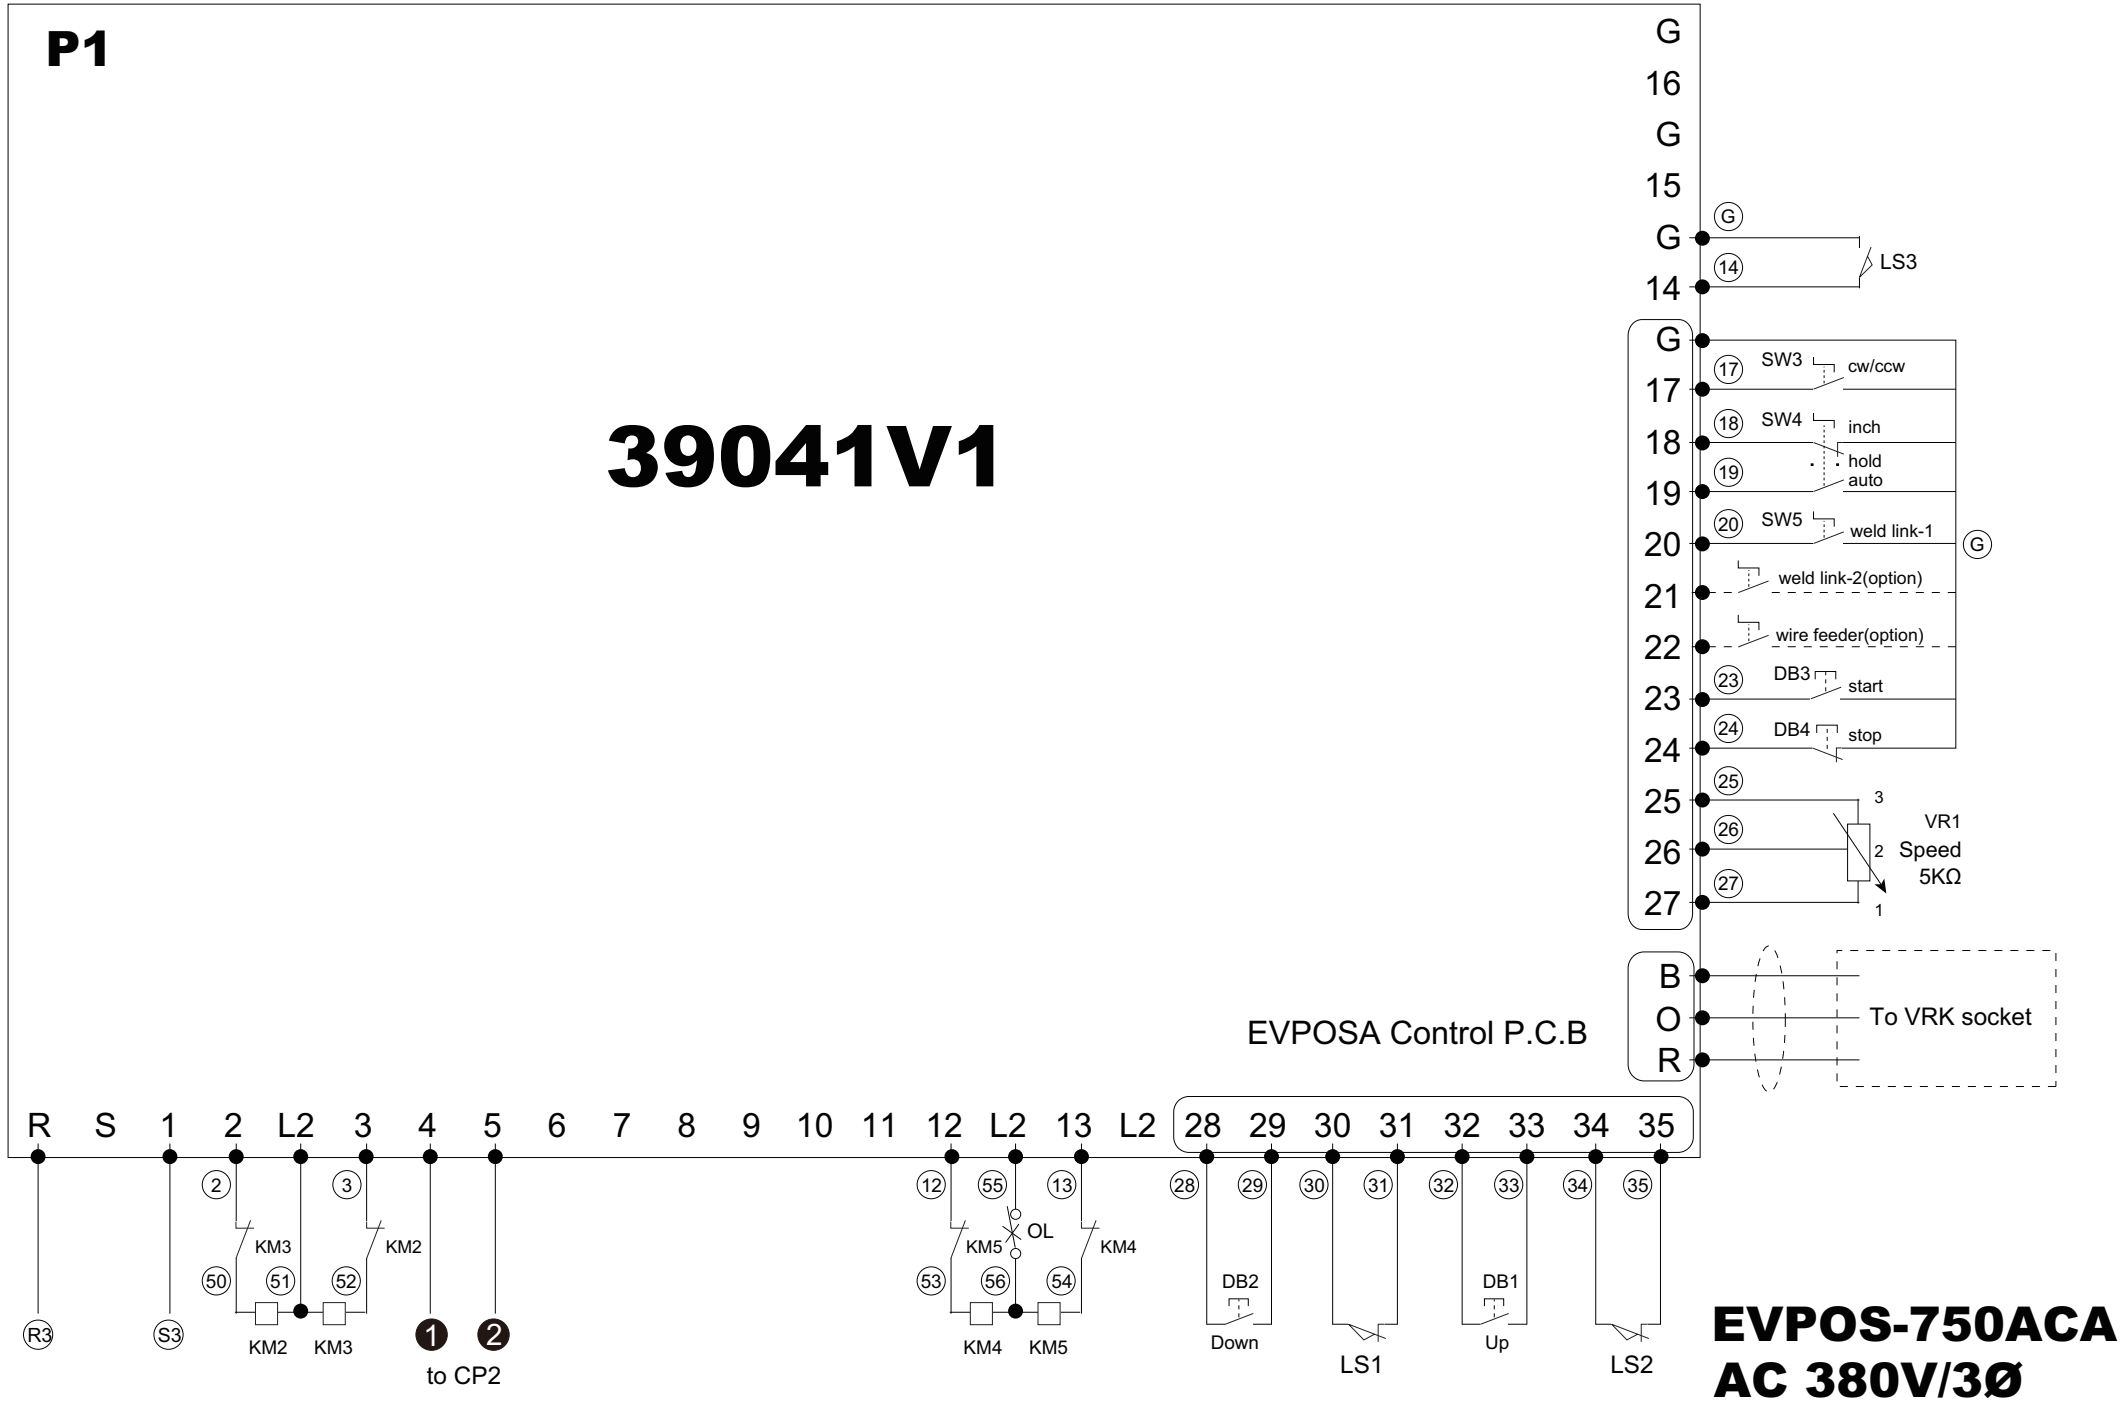 P1
G
16
G
15
G
G
14
14
LS3
39041V1
G
17
17
SW3
cw/ccw
18
18
SW4
inch
hold
19
19
auto
20
20
SW5
weld link-1
G
21
weld link-2(option)
22
wire feeder(option)
23
23
DB3
start
24
24
DB4
stop
25
25
3
26
26
2
VR1
Speed
5KΩ
27
27
1
B
O
R
To VRK socket
EVPOSA Control P.C.B
R S 1 2 L2 3 4 5 6 7 8 9 10 11 12 L2 13 L2 28 29 30 31 32 33 34 35
2 3 12 55 13 28 29 30 31 32 33 34 35
KM3 KM2 KM5 OL KM4
50 51 52 53 56 54 DB2 DB1
R3 S3 KM2 KM3 1 2 KM4 KM5 Down Up
to CP2 LS1 LS2
EVPOS-750ACA
AC 380V/3Ø